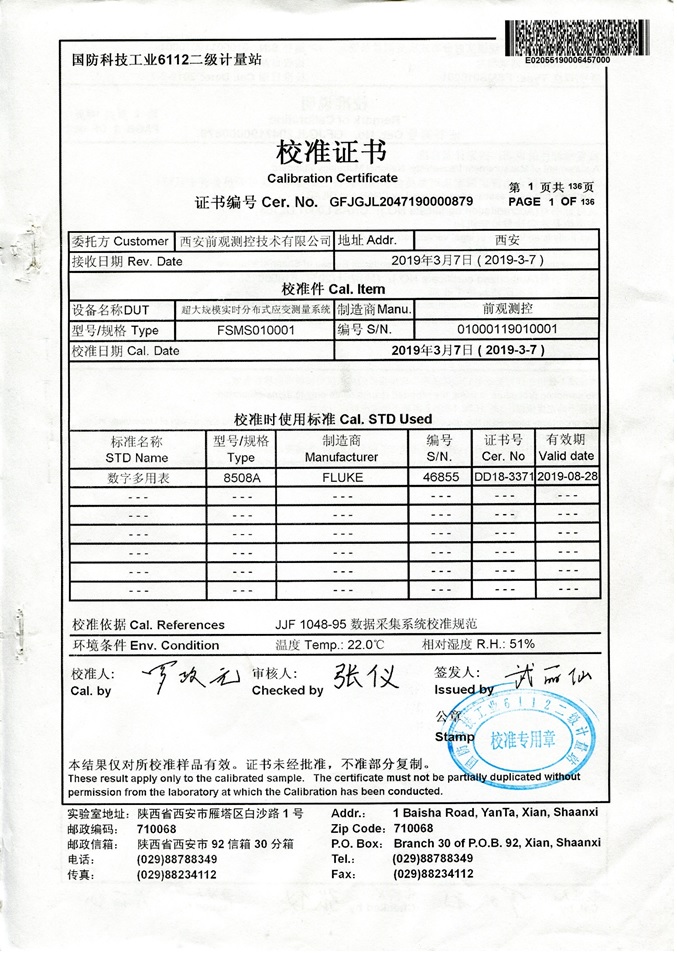 E02055190006457000
国防科技工业6112二级计量站
校准证书
Calibration Certificate
证书编号 Cer. No. GFJGJL2047190000879
第 1 页共 136页
PAGE 1 OF 136
委托方 Customer 西安前观测控技术有限公司 地址 Addr. 西安
接收日期 Rev. Date 2019年3月7日 ( 2019-3-7 )
校准件 Cal. Item
设备名称DUT 超大规模实时分布式应变测量系统 制造商Manu. 前观测控
型号/规格 Type FSMS010001 编号 S/N. 01000119010001
校准日期 Cal. Date 2019年3月7日 ( 2019-3-7 )
校准时使用标准 Cal. STD Used
标准名称 型号/规格 制造商 编号 证书号 有效期
STD Name Type Manufacturer S/N. Cer. No Valid date
数字多用表 8508A FLUKE 46855 DD18-3371 2019-08-28
--- --- --- --- --- ---
--- --- --- --- --- ---
--- --- --- --- --- ---
--- --- --- --- --- ---
--- --- --- --- --- ---
--- --- --- --- --- ---
校准依据 Cal. References JJF 1048-95 数据采集系统校准规范
环境条件 Env. Condition 温度 Temp.: 22.0℃ 相对湿度 R.H.: 51%
校准人: 罗政元 审核人: 张仪 签发人: 武丽仙
Cal. by Checked by Issued by
公章
Stamp
国防科技工业6112二级计量站
校准专用章
本结果仅对所校准样品有效。证书未经批准，不准部分复制。
These result apply only to the calibrated sample. The certificate must not be partially duplicated without
permission from the laboratory at which the Calibration has been conducted.
实验室地址: 陕西省西安市雁塔区白沙路 1 号 Addr.: 1 Baisha Road, YanTa, Xian, Shaanxi
邮政编码: 710068 Zip Code: 710068
邮政信箱: 陕西省西安市 92 信箱 30 分箱 P.O. Box: Branch 30 of P.O.B. 92, Xian, Shaanxi
电话: (029)88788349 Tel.: (029)88788349
传真: (029)88234112 Fax: (029)88234112